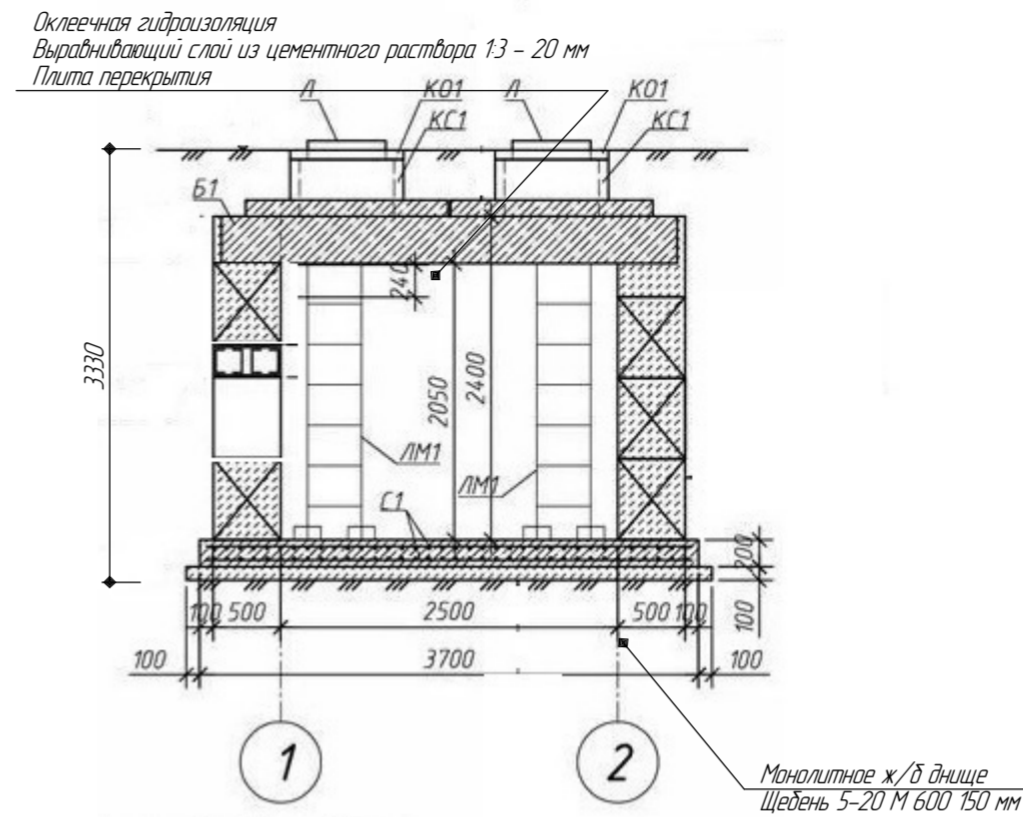 Оклеечная гидроизоляция
Выравнивающий слой из цементного раствора 1:3 – 20 мм
Плита перекрытия
Л
КО1
Л
КО1
КС1
КС1
Б1
240
3330
2050
2400
ЛМ1
ЛМ1
С1
200
100
100
500
2500
500
100
100
3700
100
1
2
Монолитное ж/б днище
Щебень 5–20 М 600 150 мм